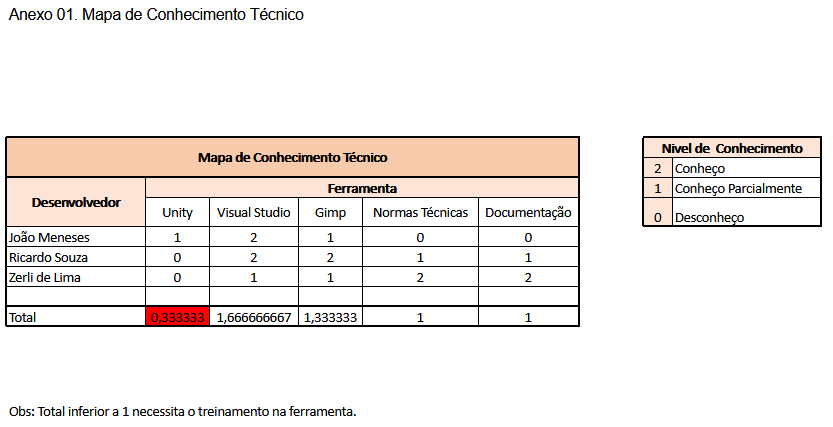 Anexo 01. Mapa de Conhecimento Técnico
Mapa de Conhecimento Técnico
Desenvolvedor Ferramenta
Unity Visual Studio Gimp Normas Técnicas Documentação
João Meneses 1 2 1 0 0
Ricardo Souza 0 2 2 1 1
Zerli de Lima 0 1 1 2 2
Total 0,333333 1,666666667 1,333333 1 1
Nivel de Conhecimento
2 Conheço
1 Conheço Parcialmente
0 Desconheço
Obs: Total inferior a 1 necessita o treinamento na ferramenta.